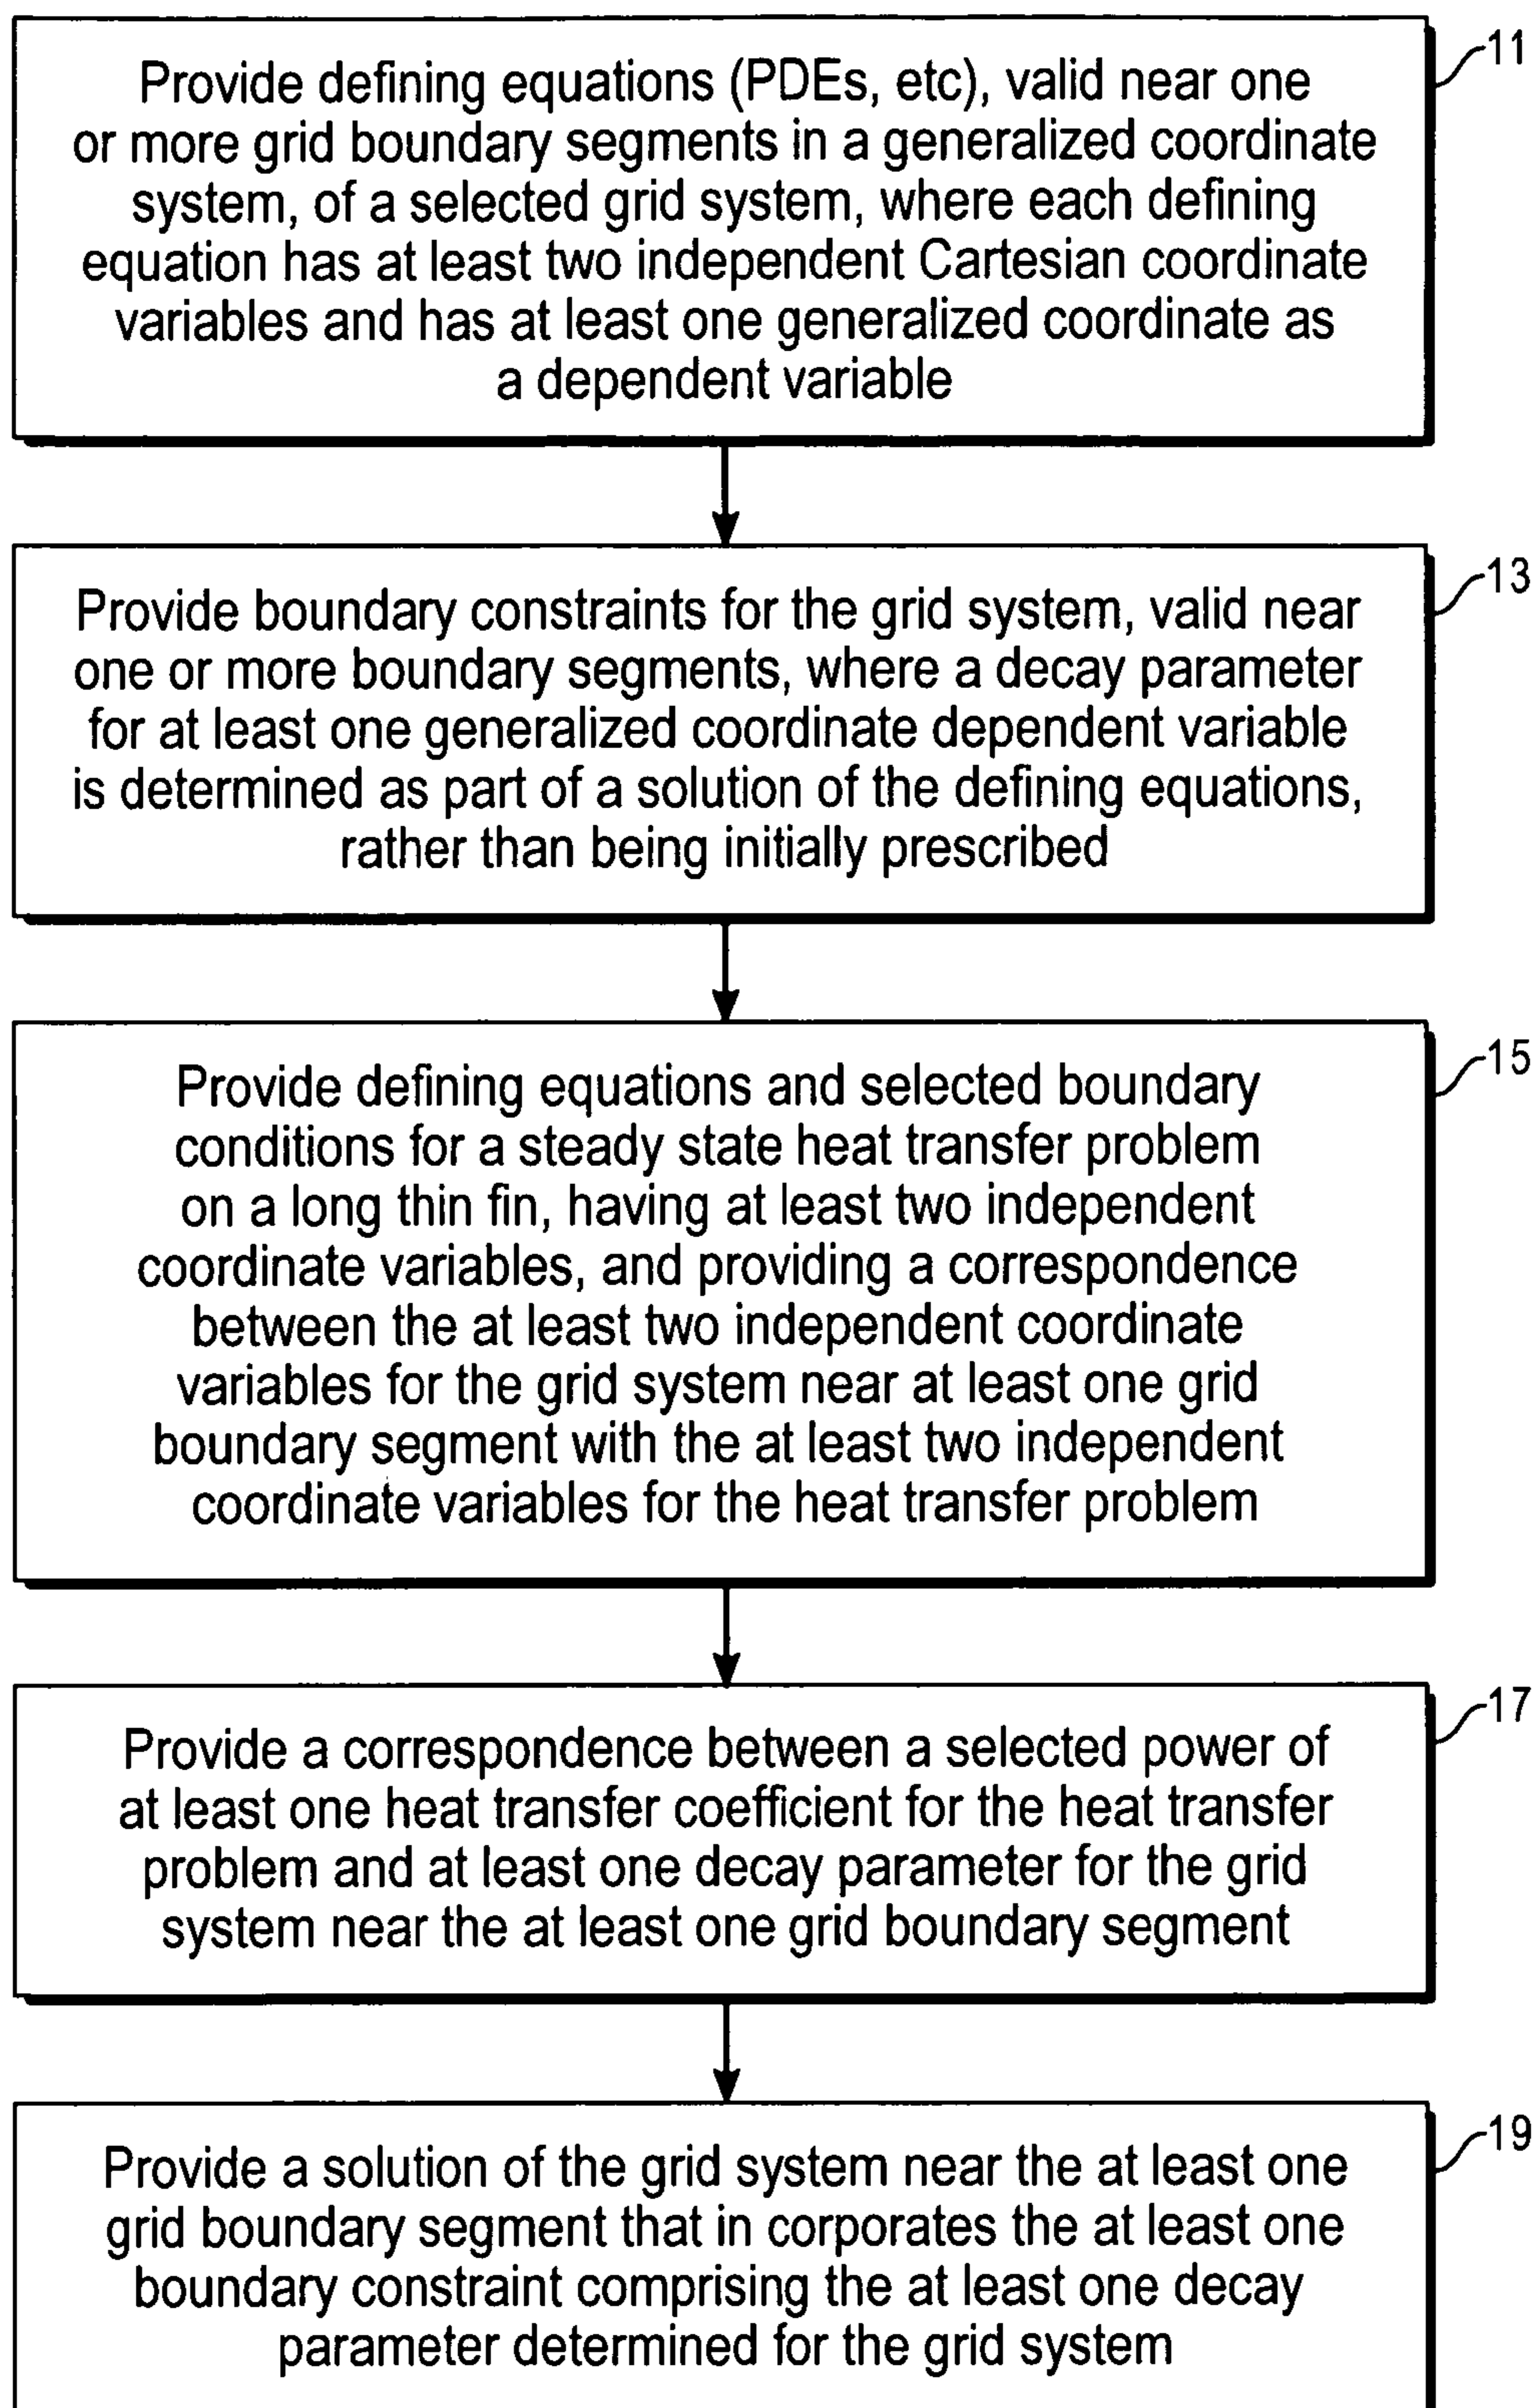 11
Provide defining equations (PDEs, etc), valid near one
or more grid boundary segments in a generalized coordinate
system, of a selected grid system, where each defining
equation has at least two independent Cartesian coordinate
variables and has at least one generalized coordinate as
a dependent variable
13
Provide boundary constraints for the grid system, valid near
one or more boundary segments, where a decay parameter
for at least one generalized coordinate dependent variable
is determined as part of a solution of the defining equations,
rather than being initially prescribed
15
Provide defining equations and selected boundary
conditions for a steady state heat transfer problem
on a long thin fin, having at least two independent
coordinate variables, and providing a correspondence
between the at least two independent coordinate
variables for the grid system near at least one grid
boundary segment with the at least two independent
coordinate variables for the heat transfer problem
17
Provide a correspondence between a selected power of
at least one heat transfer coefficient for the heat transfer
problem and at least one decay parameter for the grid
system near the at least one grid boundary segment
19
Provide a solution of the grid system near the at least one
grid boundary segment that in corporates the at least one
boundary constraint comprising the at least one decay
parameter determined for the grid system